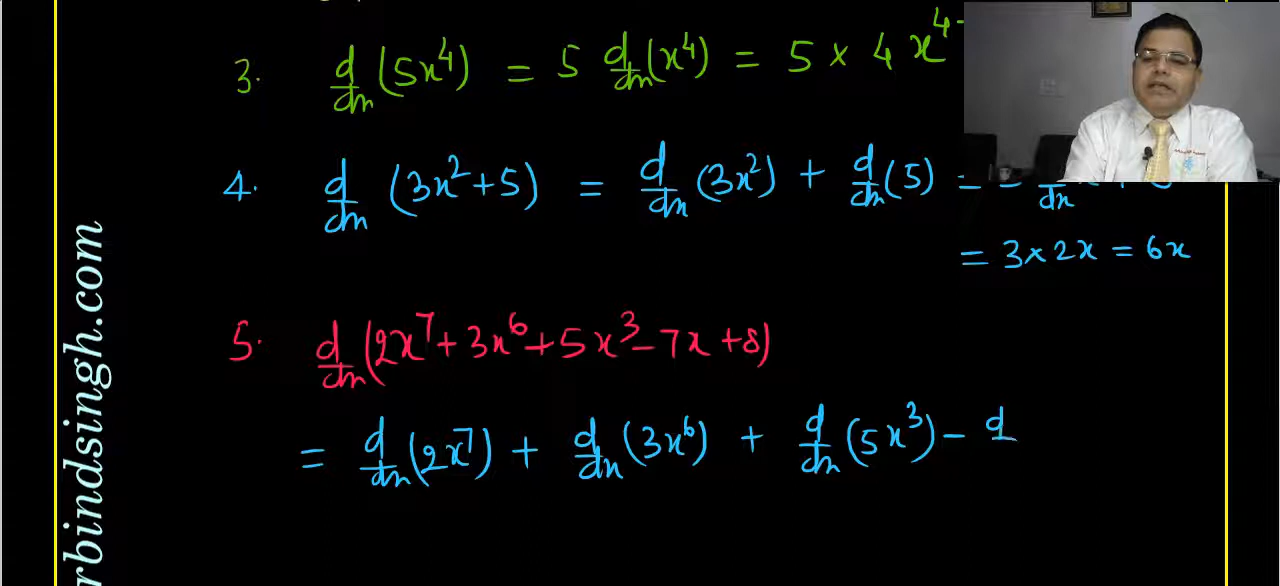 3. d/dx (5x⁴) = 5 d/dx (x⁴) = 5 × 4 x⁴⁻
4. d/dx (3x² + 5) = d/dx (3x²) + d/dx (5) =
= 3 × 2x = 6x
5. d/dx (2x⁷ + 3x⁶ + 5x³ − 7x + 8)
= d/dx (2x⁷) + d/dx (3x⁶) + d/dx (5x³) − d
rbindsingh.com